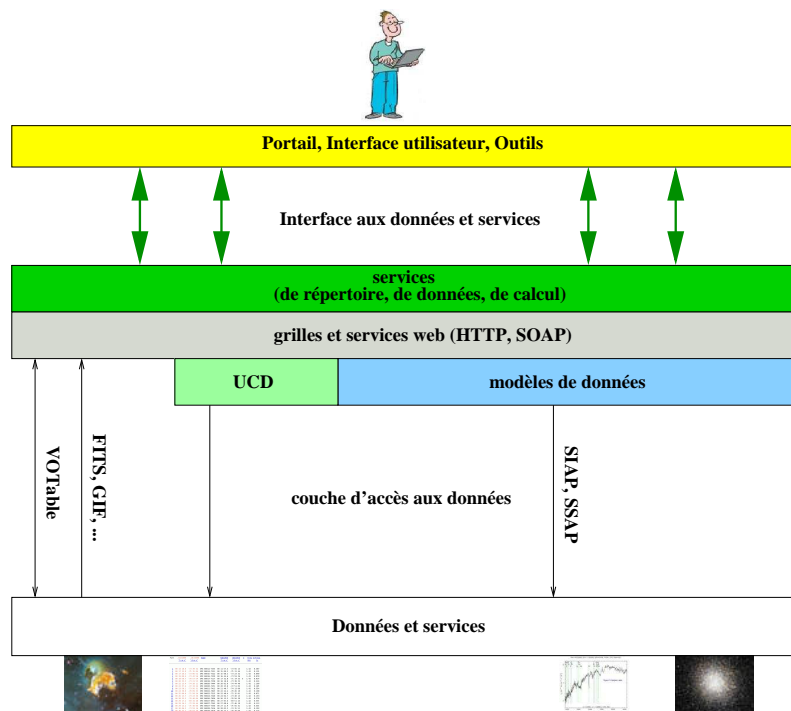 Portail, Interface utilisateur, Outils
Interface aux données et services
services
(de répertoire, de données, de calcul)
grilles et services web (HTTP, SOAP)
UCD
modèles de données
VOTable
FITS, GIF, ...
couche d'accès aux données
SIAP, SSAP
Données et services